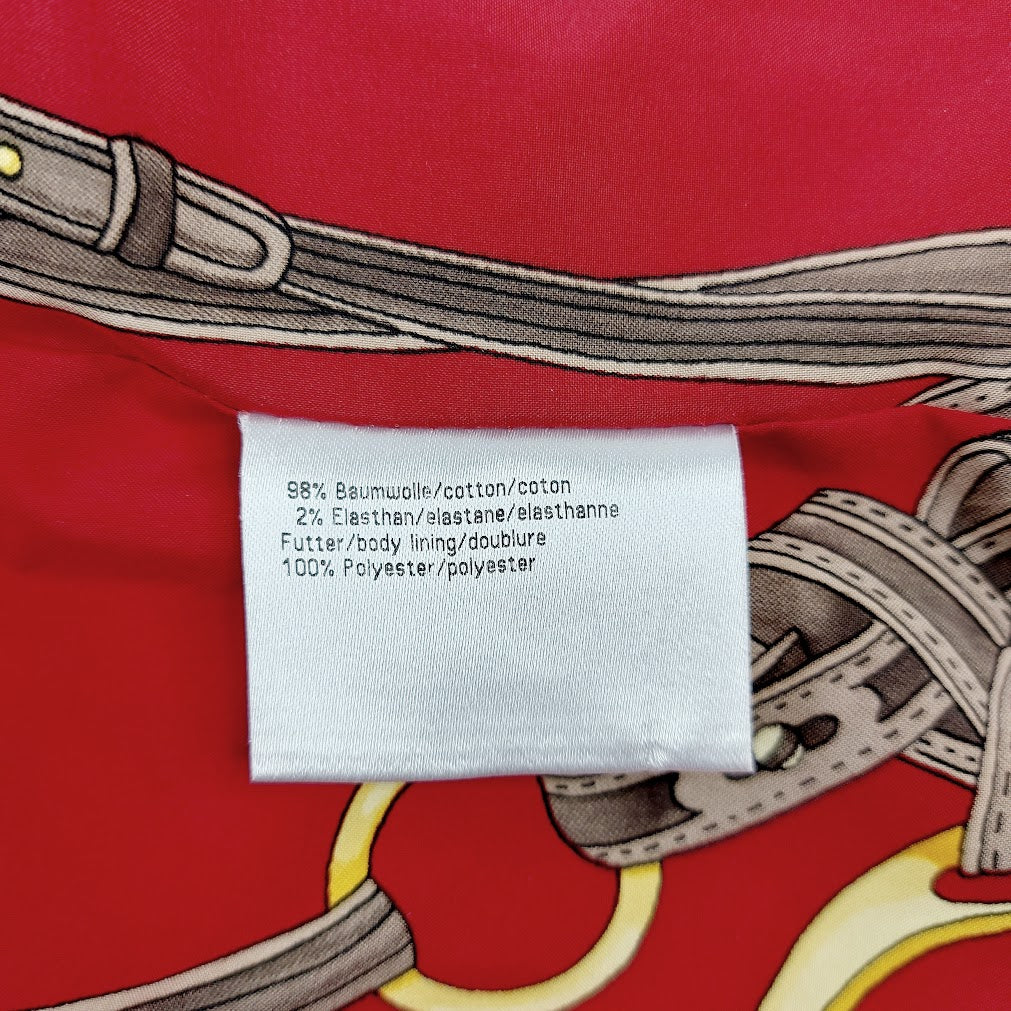 98% Baumwolle/cotton/coton
2% Elasthan/elastane/elasthanne
Futter/body lining/doublure
100% Polyester/polyester